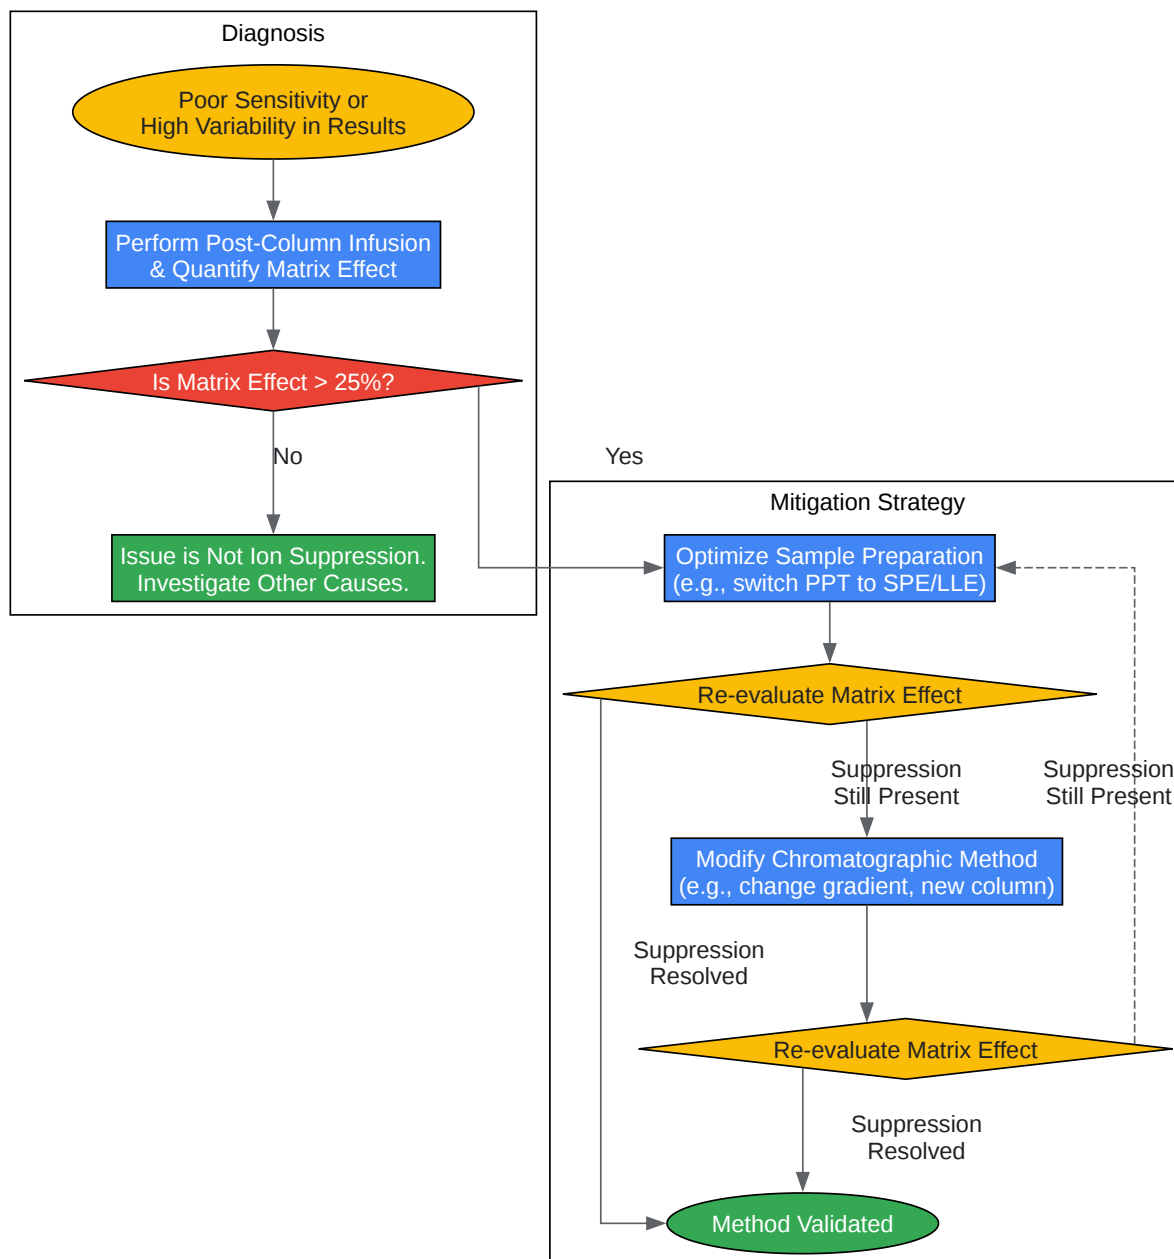 Diagnosis
Poor Sensitivity or
High Variability in Results
Perform Post-Column Infusion
& Quantify Matrix Effect
Is Matrix Effect > 25%?
No
Yes
Issue is Not Ion Suppression.
Investigate Other Causes.
Mitigation Strategy
Optimize Sample Preparation
(e.g., switch PPT to SPE/LLE)
Re-evaluate Matrix Effect
Suppression
Still Present
Suppression
Still Present
Modify Chromatographic Method
(e.g., change gradient, new column)
Suppression
Resolved
Re-evaluate Matrix Effect
Suppression
Resolved
Method Validated